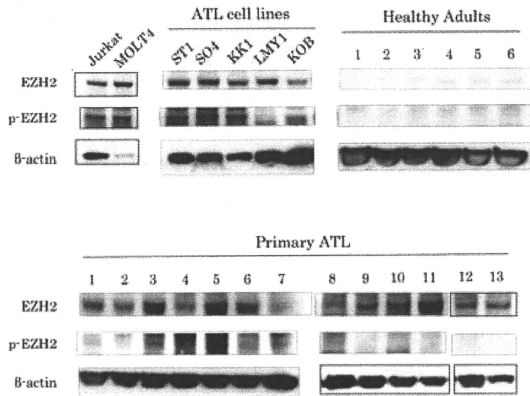 ATL cell lines Healthy Adults
Jurkat MOLT4 ST1 SO4 KK1 LMY1 KOB 1 2 3 4 5 6
EZH2
p-EZH2
β-actin
Primary ATL
1 2 3 4 5 6 7 8 9 10 11 12 13
EZH2
p-EZH2
β-actin